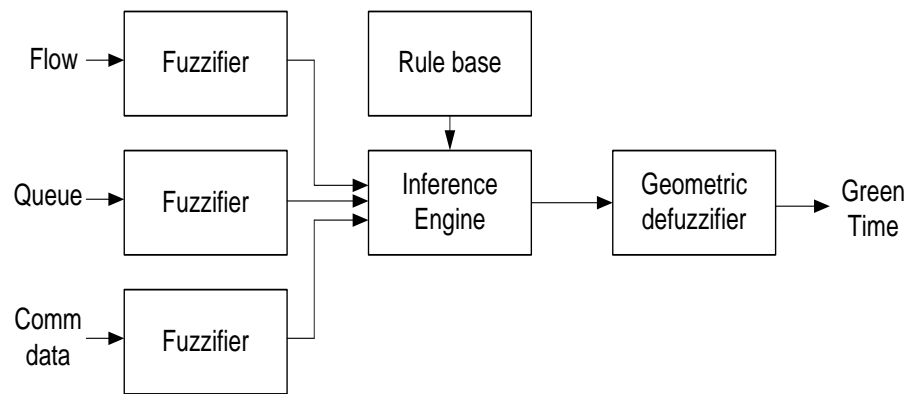 Flow
Fuzzifier
Rule base
Queue
Fuzzifier
Inference
Engine
Geometric
defuzzifier
Green
Time
Comm
data
Fuzzifier